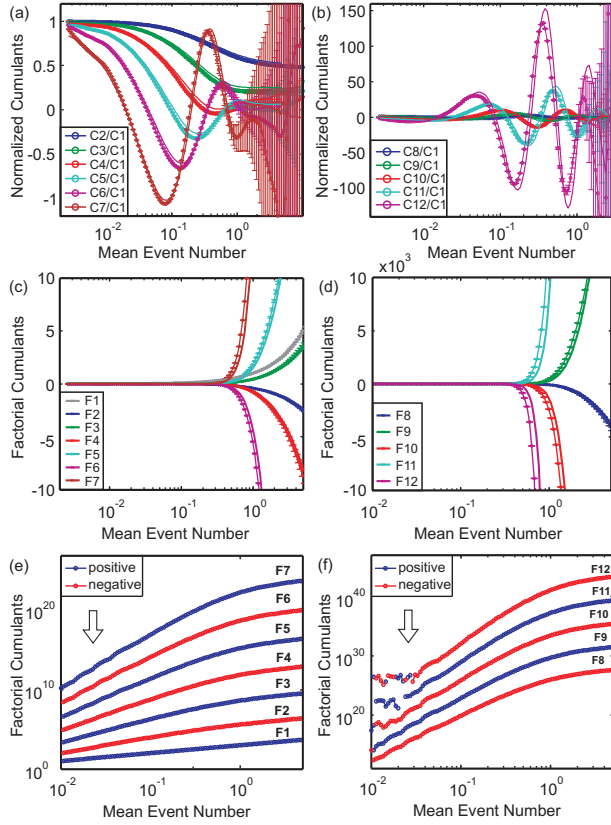 (a)
Normalized Cumulants
1
0.5
0
-0.5
-1
C2/C1
C3/C1
C4/C1
C5/C1
C6/C1
C7/C1
10^-2
10^-1
10^0
Mean Event Number
(b)
Normalized Cumulants
150
100
50
0
-50
-100
C8/C1
C9/C1
C10/C1
C11/C1
C12/C1
10^-2
10^-1
10^0
Mean Event Number
(c)
Factorial Cumulants
10
5
0
-5
-10
F1
F2
F3
F4
F5
F6
F7
10^-2
10^-1
10^0
Mean Event Number
(d)
× 10^3
Factorial Cumulants
10
5
0
-5
-10
F8
F9
F10
F11
F12
10^-2
10^-1
10^0
Mean Event Number
(e)
Factorial Cumulants
positive
negative
10^20
10^10
10^0
F7
F6
F5
F4
F3
F2
F1
10^-2
10^-1
10^0
Mean Event Number
(f)
Factorial Cumulants
positive
negative
10^40
10^30
10^20
F12
F11
F10
F9
F8
10^-2
10^-1
10^0
Mean Event Number